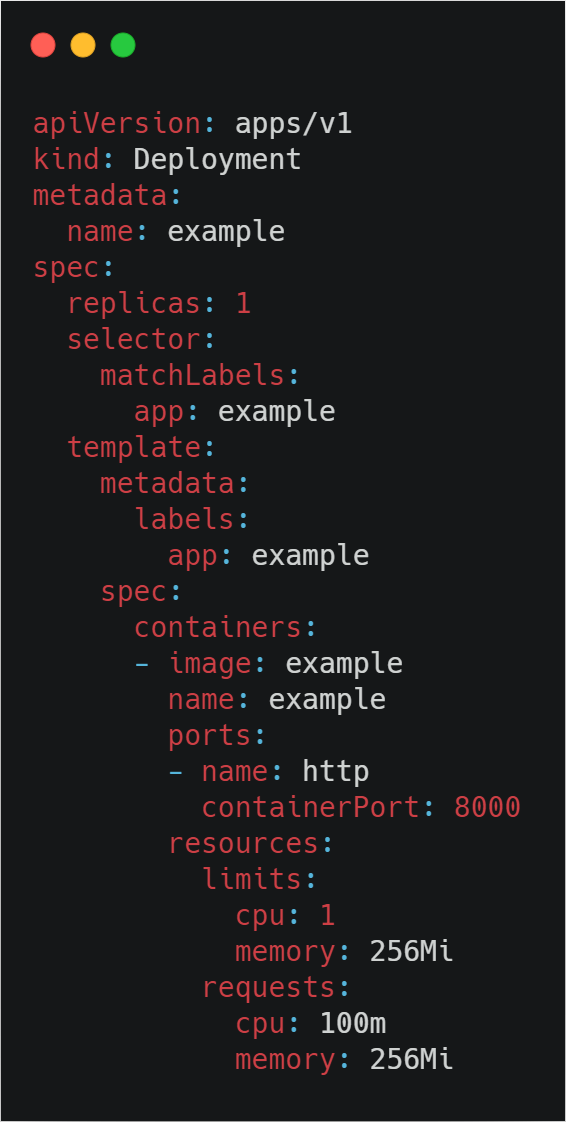 apiVersion: apps/v1
kind: Deployment
metadata:
  name: example
spec:
  replicas: 1
  selector:
    matchLabels:
      app: example
  template:
    metadata:
      labels:
        app: example
    spec:
      containers:
      - image: example
        name: example
        ports:
        - name: http
          containerPort: 8000
        resources:
          limits:
            cpu: 1
            memory: 256Mi
          requests:
            cpu: 100m
            memory: 256Mi